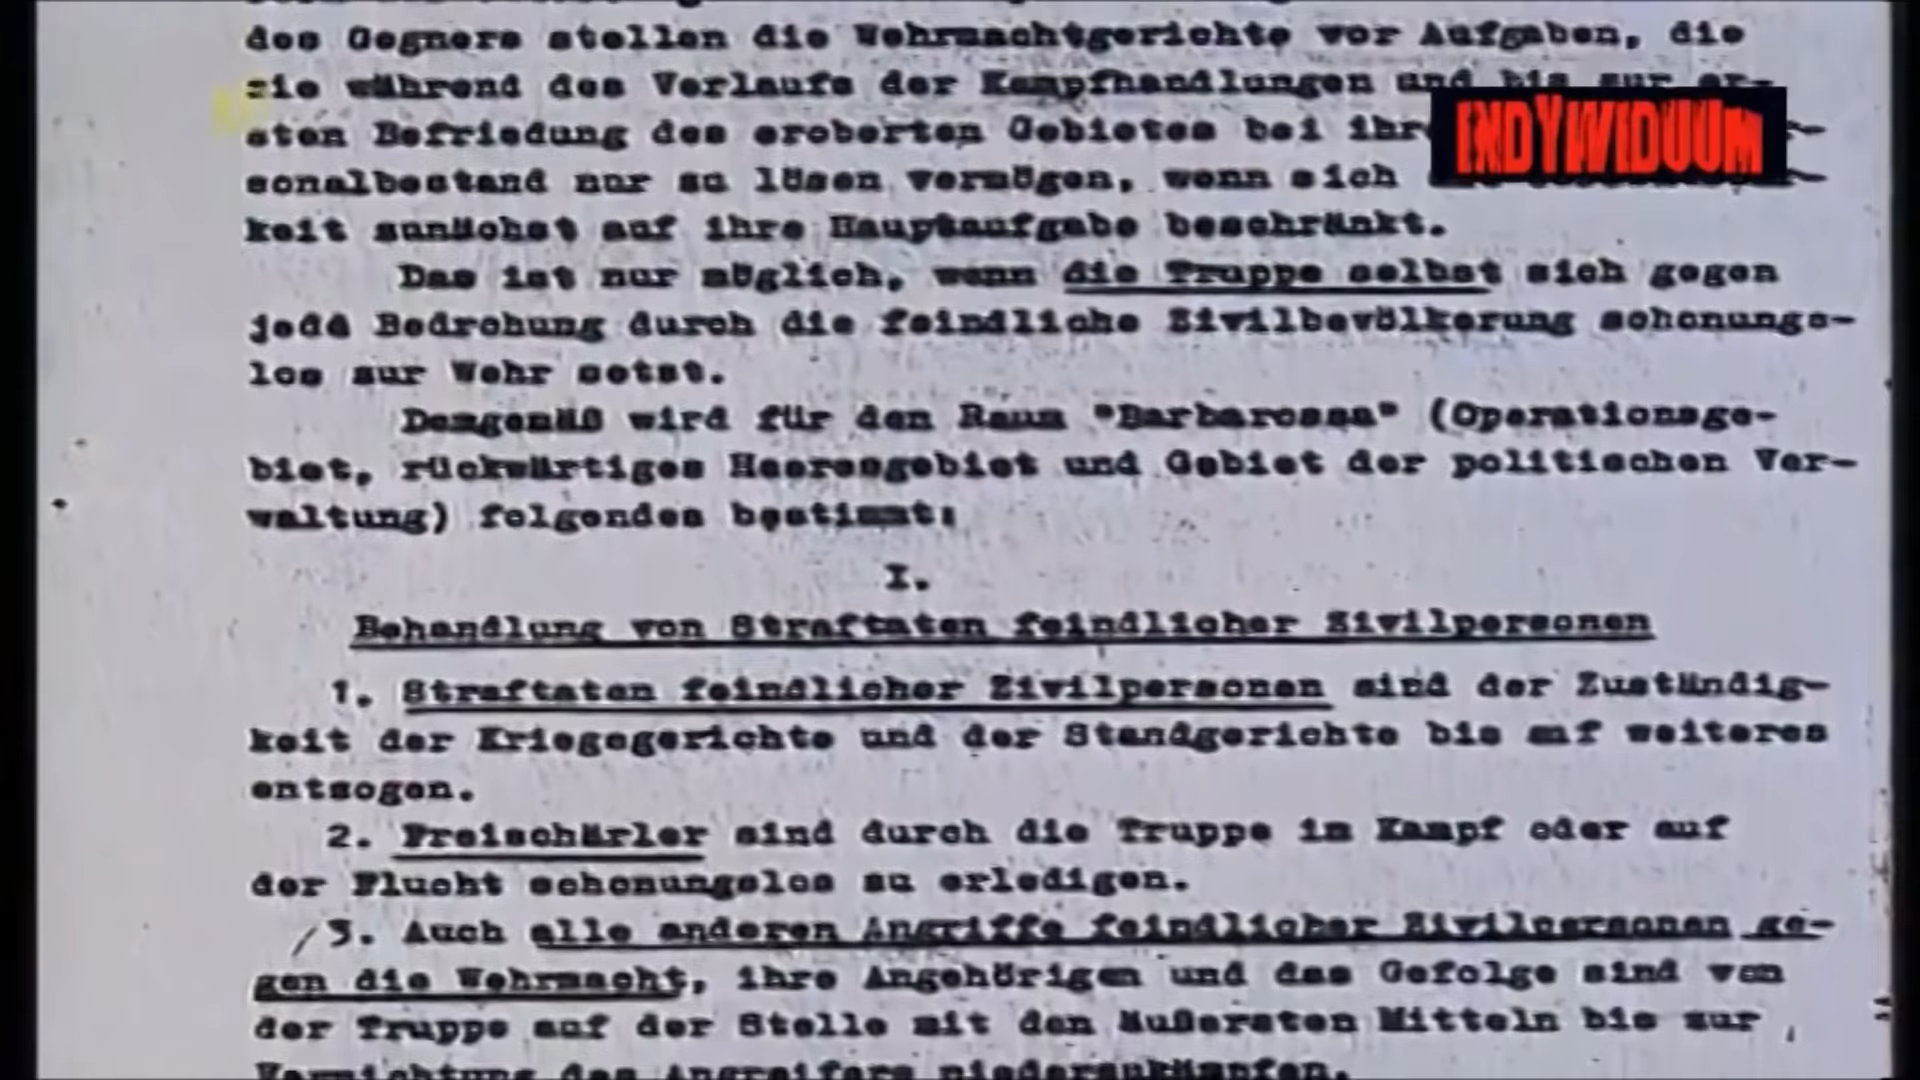 des Gegners stellen die Wehrmachtgerichte vor Aufgaben, die
sie während des Verlaufs der Kampfhandlungen und bis zur er-
sten Befriedung des eroberten Gebietes bei
INDYWIDUUM
sonalbestand nur zu lösen vermögen, wenn sich
keit zunächst auf ihre Hauptaufgabe beschränkt.
Das ist nur möglich, wenn die Truppe selbst sich gegen
jede Bedrohung durch die feindliche Zivilbevölkerung schonungs-
los zur Wehr setzt.
Demgemäß wird für den Raum "Barbarossa" (Operationsge-
biet, rückwärtiges Heeresgebiet und Gebiet der politischen Ver-
waltung) folgendes bestimmt:
I.
Behandlung von Straftaten feindlicher Zivilpersonen
1. Straftaten feindlicher Zivilpersonen sind der Zuständig-
keit der Kriegsgerichte und der Standgerichte bis auf weiteres
entzogen.
2. Freischärler sind durch die Truppe im Kampf oder auf
der Flucht schonungslos zu erledigen.
3. Auch alle anderen Angriffe feindlicher Zivilpersonen ge-
gen die Wehrmacht, ihre Angehörigen und das Gefolge sind von
der Truppe auf der Stelle mit den äußersten Mitteln bis zur
Vernichtung des Angreifers niederzukämpfen.